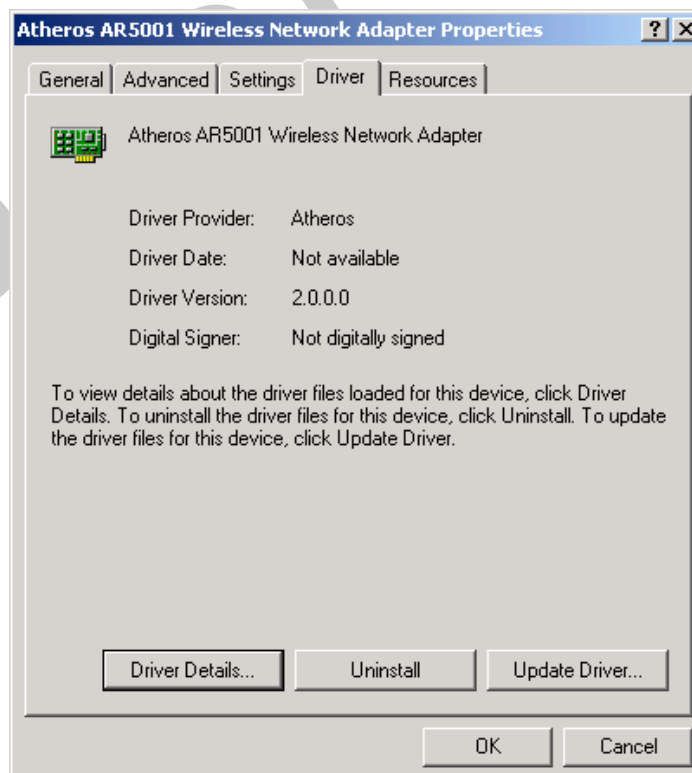 Atheros AR5001 Wireless Network Adapter Properties
General Advanced Settings Driver Resources
Atheros AR5001 Wireless Network Adapter
Driver Provider: Atheros
Driver Date: Not available
Driver Version: 2.0.0.0
Digital Signer: Not digitally signed
To view details about the driver files loaded for this device, click Driver
Details. To uninstall the driver files for this device, click Uninstall. To update
the driver files for this device, click Update Driver.
Driver Details... Uninstall Update Driver...
OK Cancel